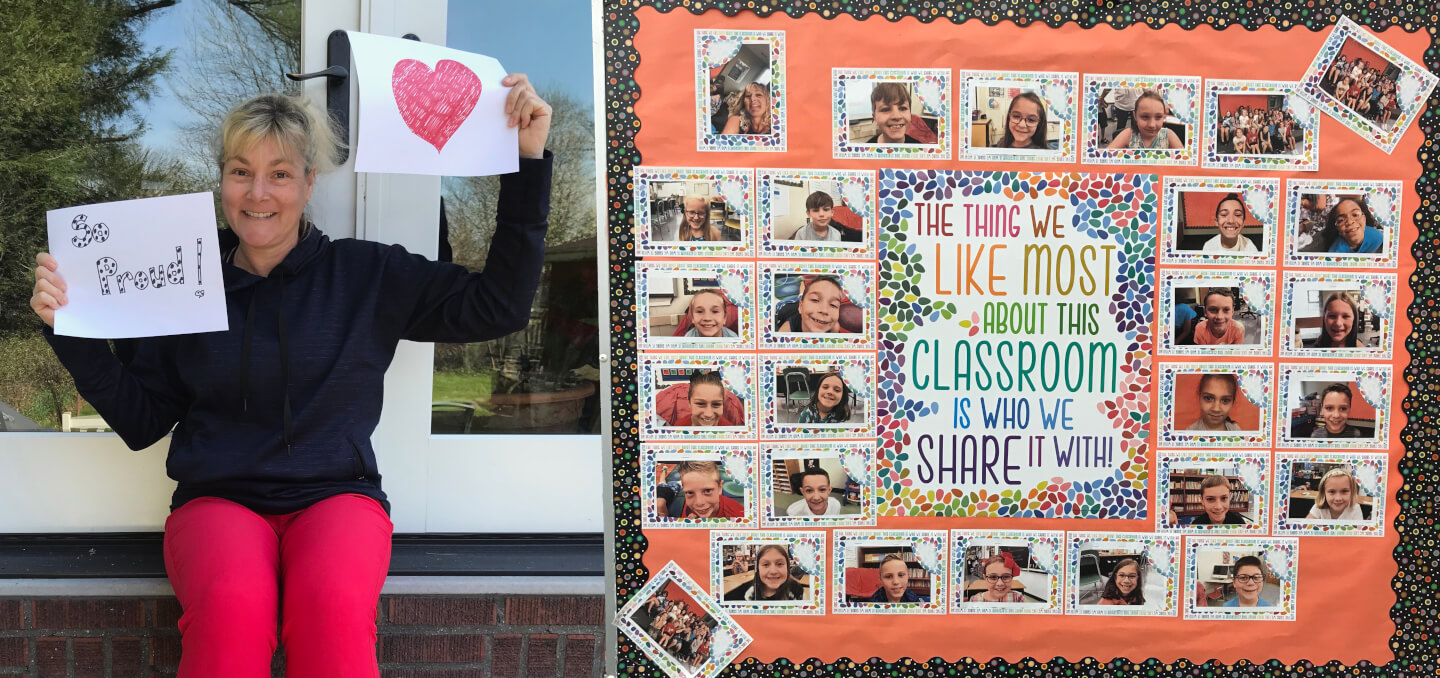 So
Proud!
THE THING WE
LIKE MOST
ABOUT THIS
CLASSROOM
IS WHO WE
SHARE IT WITH!